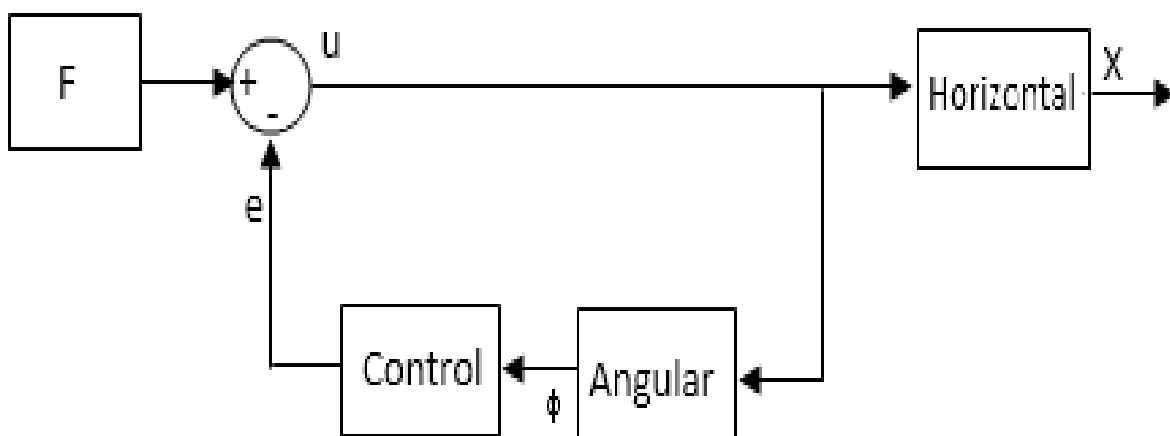 F
+
-
u
Horizontal
X
e
Control
ϕ
Angular